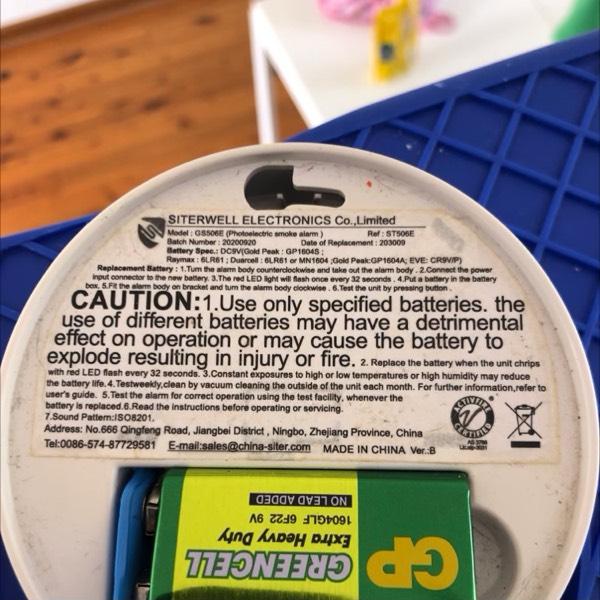 SITERWELL ELECTRONICS Co.,Limited
Model : GS506E (Photoelectric smoke alarm) Ref : ST506E
Batch Number : 20200920 Date of Replacement : 203009
Battery Spec.: DC9V(Gold Peak : GP1604S ;
Raymax : 6LR61 ; Duarcell : 6LR61 or MN1604 ;Gold Peak:GP1604A; EVE: CR9V/P)
Replacement Battery : 1.Turn the alarm body counterclockwise and take out the alarm body . 2.Connect the power
input connector to the new battery. 3.The red LED light will flash once every 32 seconds . 4.Put a battery in the battery
box. 5.Fit the alarm body on bracket and turn the alarm body clockwise . 6.Test the unit by pressing button .
CAUTION:1.Use only specified batteries. the
use of different batteries may have a detrimental
effect on operation or may cause the battery to
explode resulting in injury or fire. 2. Replace the battery when the unit chrips
with red LED flash every 32 seconds. 3.Constant exposures to high or low temperatures or high humidity may reduce
the battery life. 4.Testweekly,clean by vacuum cleaning the outside of the unit each month. For further information,refer to
user's guide. 5.Test the alarm for correct operation using the test facility, whenever the
battery is replaced.6.Read the instructions before operating or servicing.
7.Sound Pattern:ISO8201.
Address: No.666 Qingfeng Road, Jiangbei District , Ningbo, Zhejiang Province, China
Tel:0086-574-87729581 E-mail:sales@china-siter.com MADE IN CHINA Ver.:B
ACTIVFIRE
CERTIFIED
AS 3786
NO LEAD ADDED
1604GLF 6F22 9V
Extra Heavy Duty
GREENCELL
GP